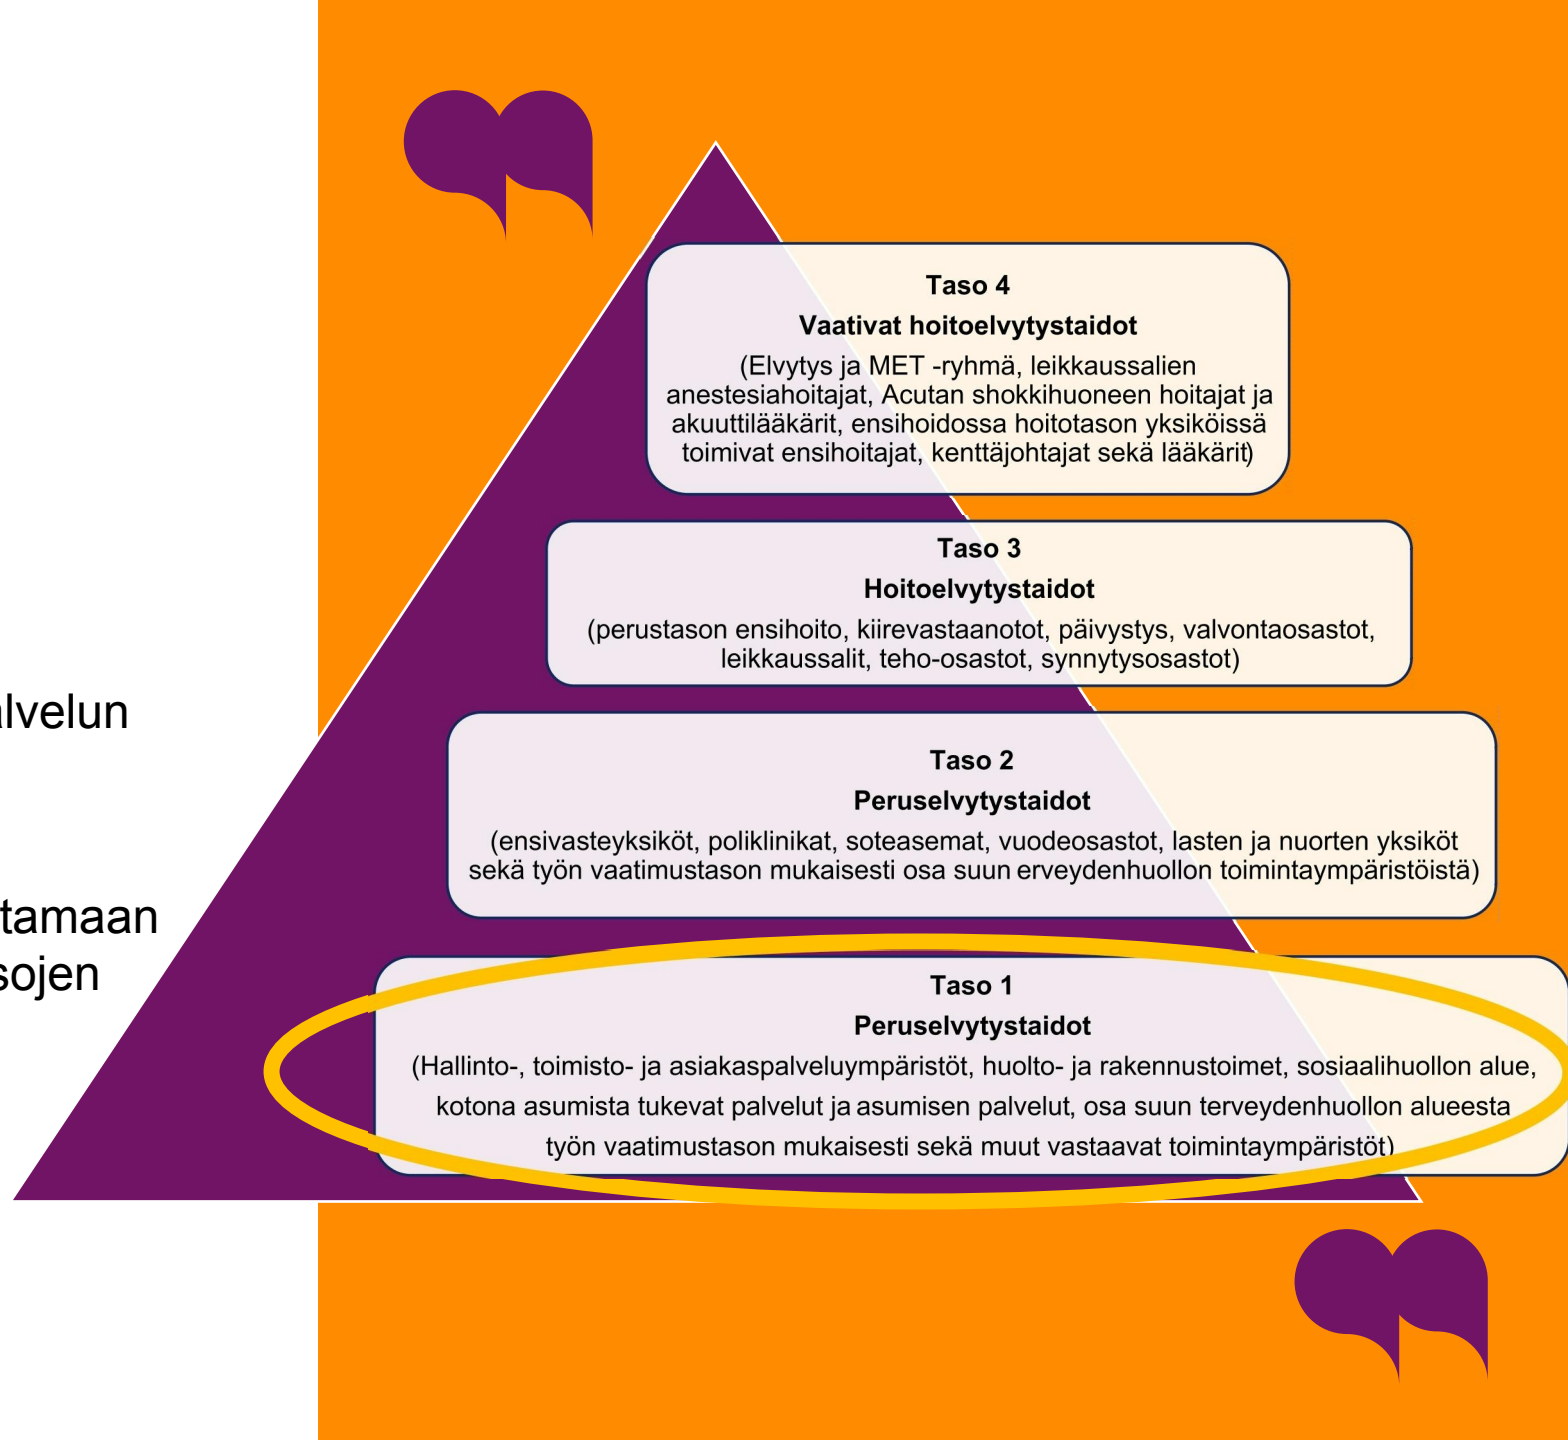 Taso 4
Vaativat hoitoelvytystaidot
(Elvytys ja MET -ryhmä, leikkaussalien
anestesiahoitajat, Acutan shokkihuoneen hoitajat ja
akuuttilääkärit, ensihoidossa hoitotason yksiköissä
toimivat ensihoitajat, kenttäjohtajat sekä lääkärit)
Taso 3
Hoitoelvytystaidot
(perustason ensihoito, kiirevastaanotot, päivystys, valvontaosastot,
leikkaussalit, teho-osastot, synnytysosastot)
alvelun
Taso 2
Peruselvytystaidot
(ensivasteyksiköt, poliklinikat, soteasemat, vuodeosastot, lasten ja nuorten yksiköt
sekä työn vaatimustason mukaisesti osa suun erveydenhuollon toimintaympäristöistä)
tamaan
sojen
Taso 1
Peruselvytystaidot
(Hallinto-, toimisto- ja asiakaspalveluympäristöt, huolto- ja rakennustoimet, sosiaalihuollon alue,
kotona asumista tukevat palvelut ja asumisen palvelut, osa suun terveydenhuollon alueesta
työn vaatimustason mukaisesti sekä muut vastaavat toimintaympäristöt)